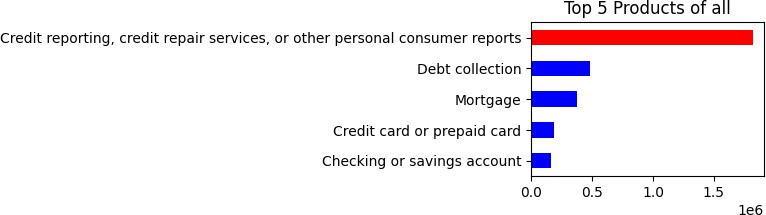 Top 5 Products of all
Credit reporting, credit repair services, or other personal consumer reports
Debt collection
Mortgage
Credit card or prepaid card
Checking or savings account
0.0 0.5 1.0 1.5
1e6